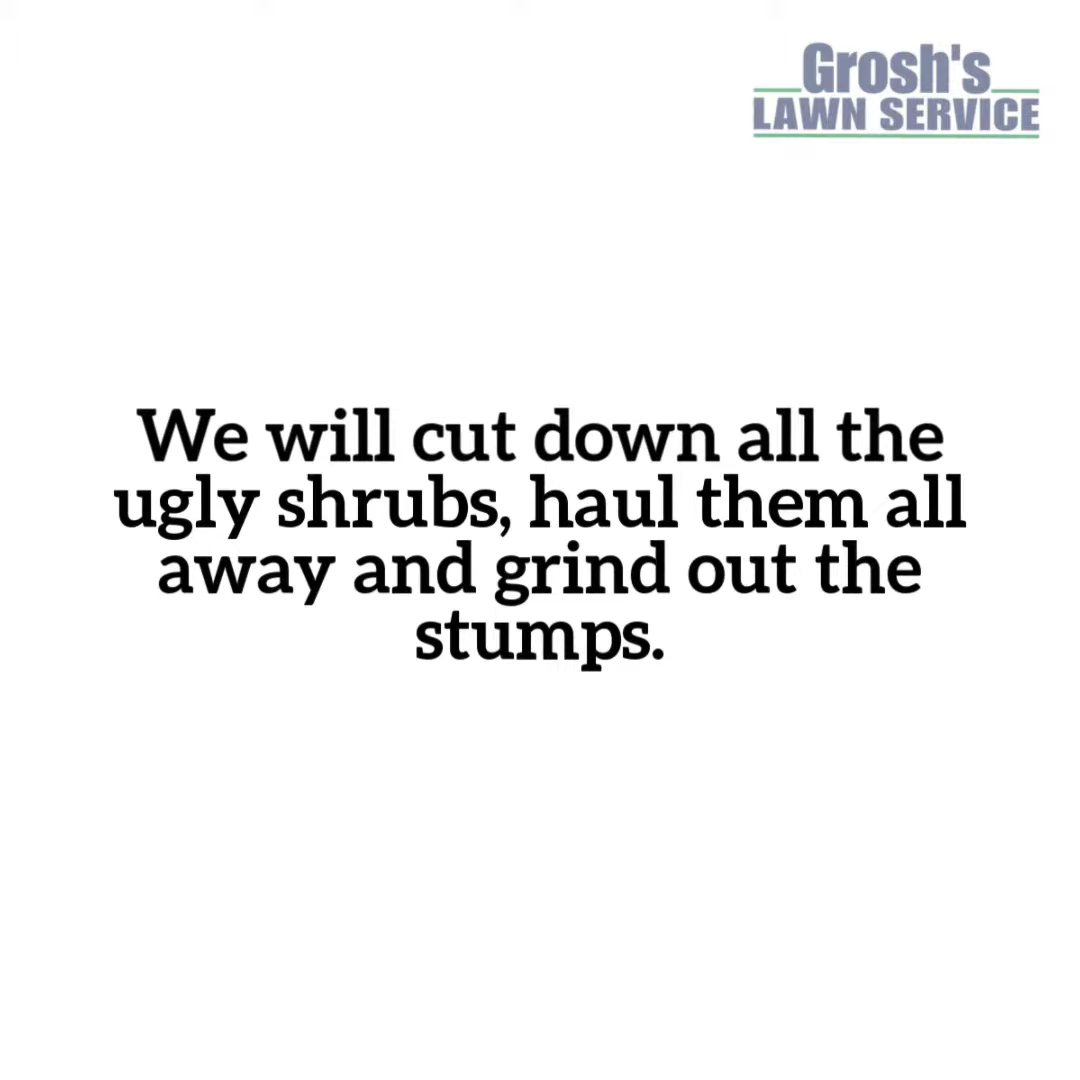 Grosh's
LAWN SERVICE
We will cut down all the
ugly shrubs, haul them all
away and grind out the
stumps.